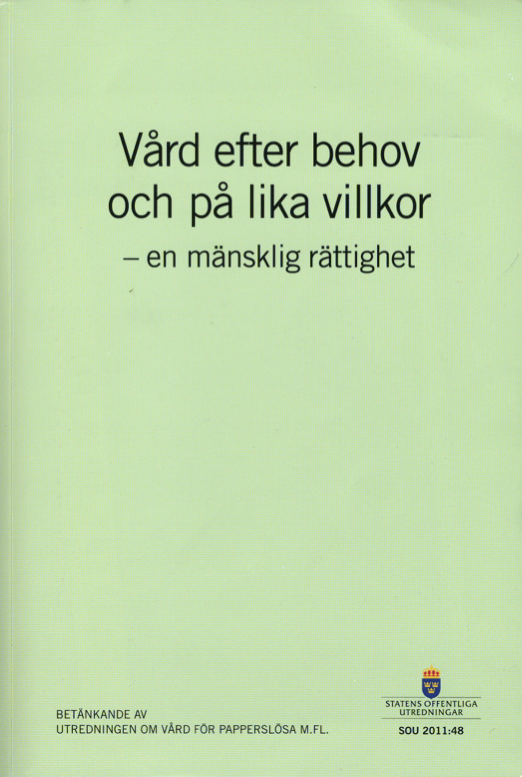 Vård efter behov
och på lika villkor
– en mänsklig rättighet
BETÄNKANDE AV
UTREDNINGEN OM VÅRD FÖR PAPPERSLÖSA M.FL.
STATENS OFFENTLIGA
UTREDNINGAR
SOU 2011:48